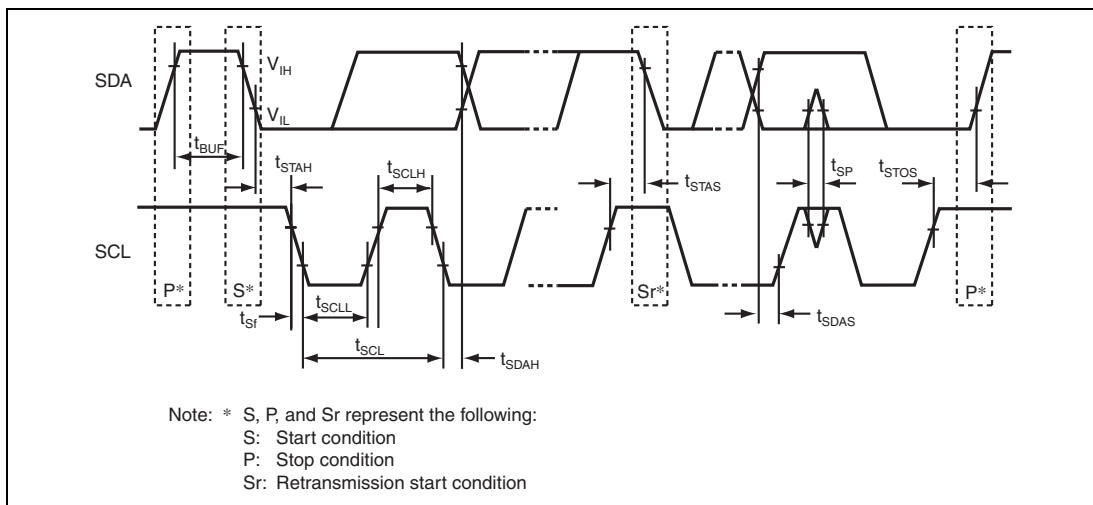 SDA
V_IH
V_IL
t_BUF
t_STAH
t_SCLH
t_STAS
t_SP
t_STOS
SCL
P*
S*
Sr*
P*
t_Sf
t_SCLL
t_SCL
t_SDAH
t_SDAS
Note: * S, P, and Sr represent the following:
S: Start condition
P: Stop condition
Sr: Retransmission start condition